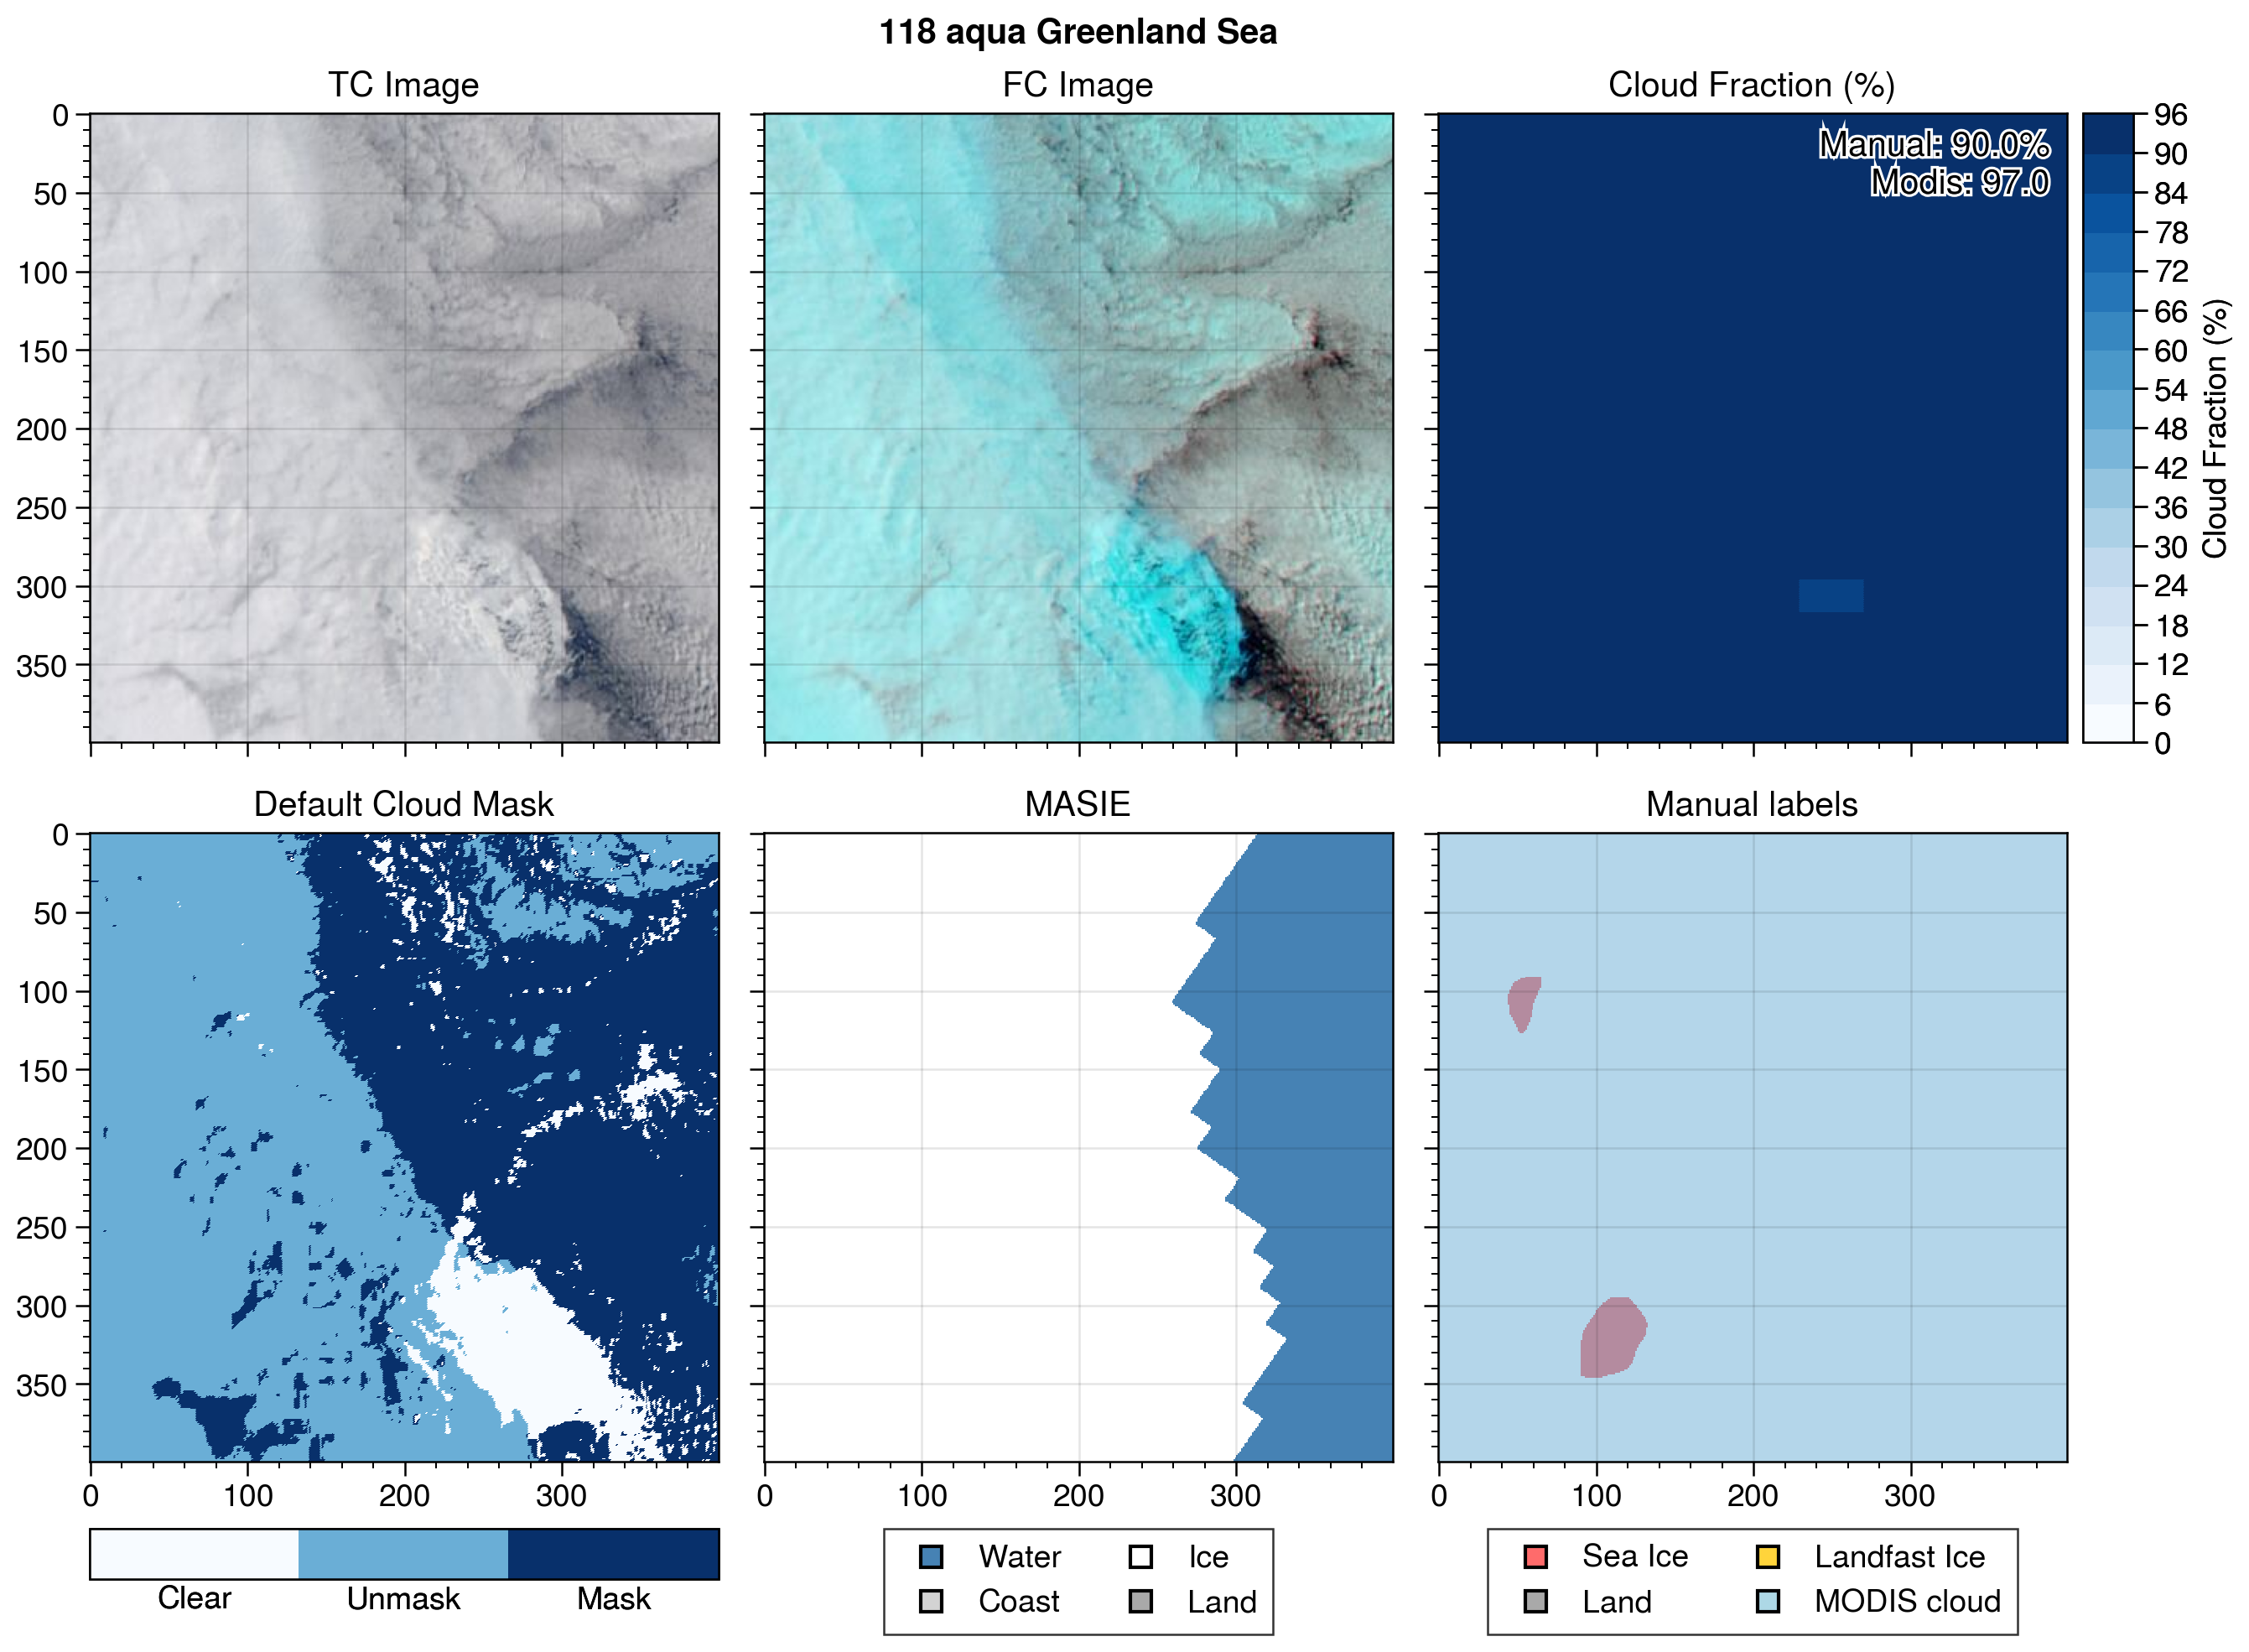 118 aqua Greenland Sea
TC Image
FC Image
Cloud Fraction (%)
0
50
100
150
200
250
300
350
Manual: 90.0%
Modis: 97.0
96
90
84
78
72
66
60
54
48
42
36
30
24
18
12
6
0
Cloud Fraction (%)
Default Cloud Mask
MASIE
Manual labels
0
50
100
150
200
250
300
350
0 100 200 300
0 100 200 300
0 100 200 300
Clear Unmask Mask
Water Ice
Coast Land
Sea Ice Landfast Ice
Land MODIS cloud